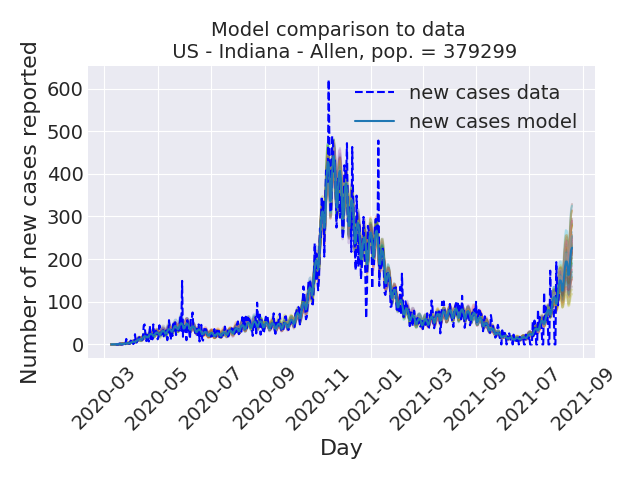 Model comparison to data
US - Indiana - Allen, pop. = 379299
Number of new cases reported
600
500
400
300
200
100
0
new cases data
new cases model
2020-03
2020-05
2020-07
2020-09
2020-11
2021-01
2021-03
2021-05
2021-07
2021-09
Day